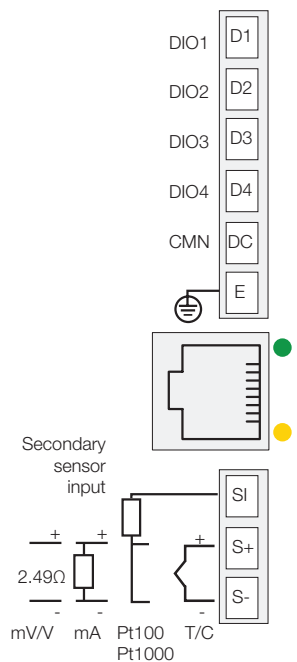 DIO1 D1
DIO2 D2
DIO3 D3
DIO4 D4
CMN DC
E
Secondary
sensor
input
SI
+ + + S+
2.49Ω
- - - S-
mV/V mA Pt100 T/C
Pt1000